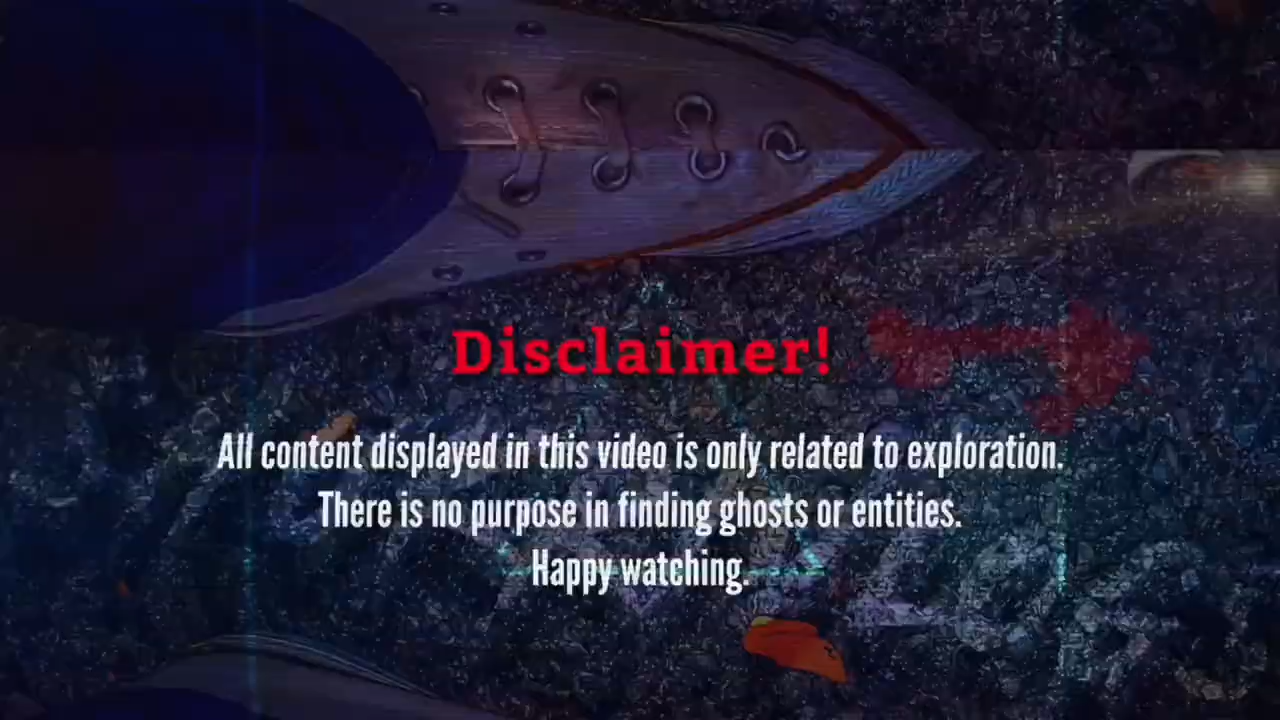 Disclaimer!
All content displayed in this video is only related to exploration.
There is no purpose in finding ghosts or entities.
Happy watching.